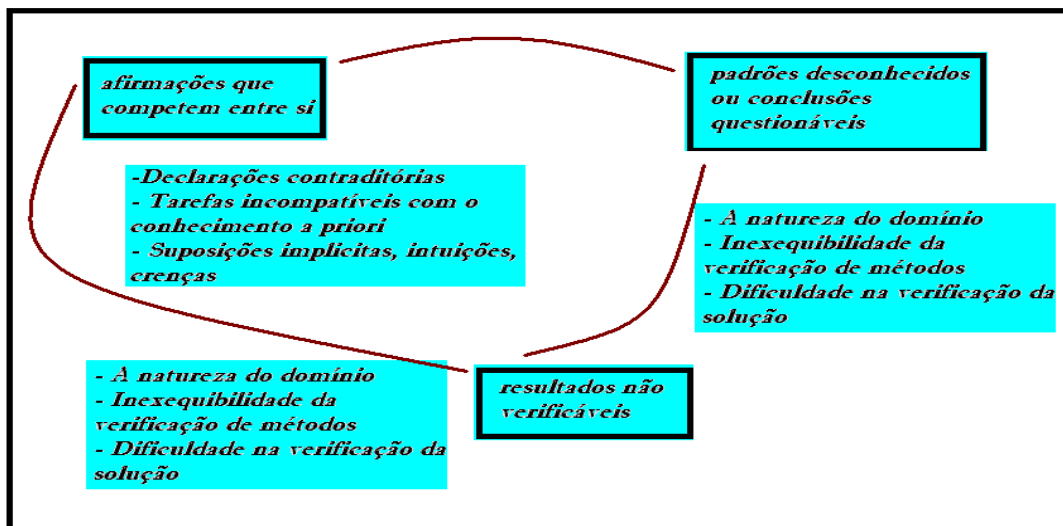 afirmações que
competem entre si
padrões desconhecidos
ou conclusões
questionáveis
-Declarações contraditórias
- Tarefas incompatíveis com o
conhecimento a priori
- Suposições implicitas, intuições,
crenças
- A natureza do domínio
- Inexequibilidade da
verificação de métodos
- Dificuldade na verificação da
solução
- A natureza do domínio
- Inexequibilidade da
verificação de métodos
- Dificuldade na verificação da
solução
resultados não
verificáveis